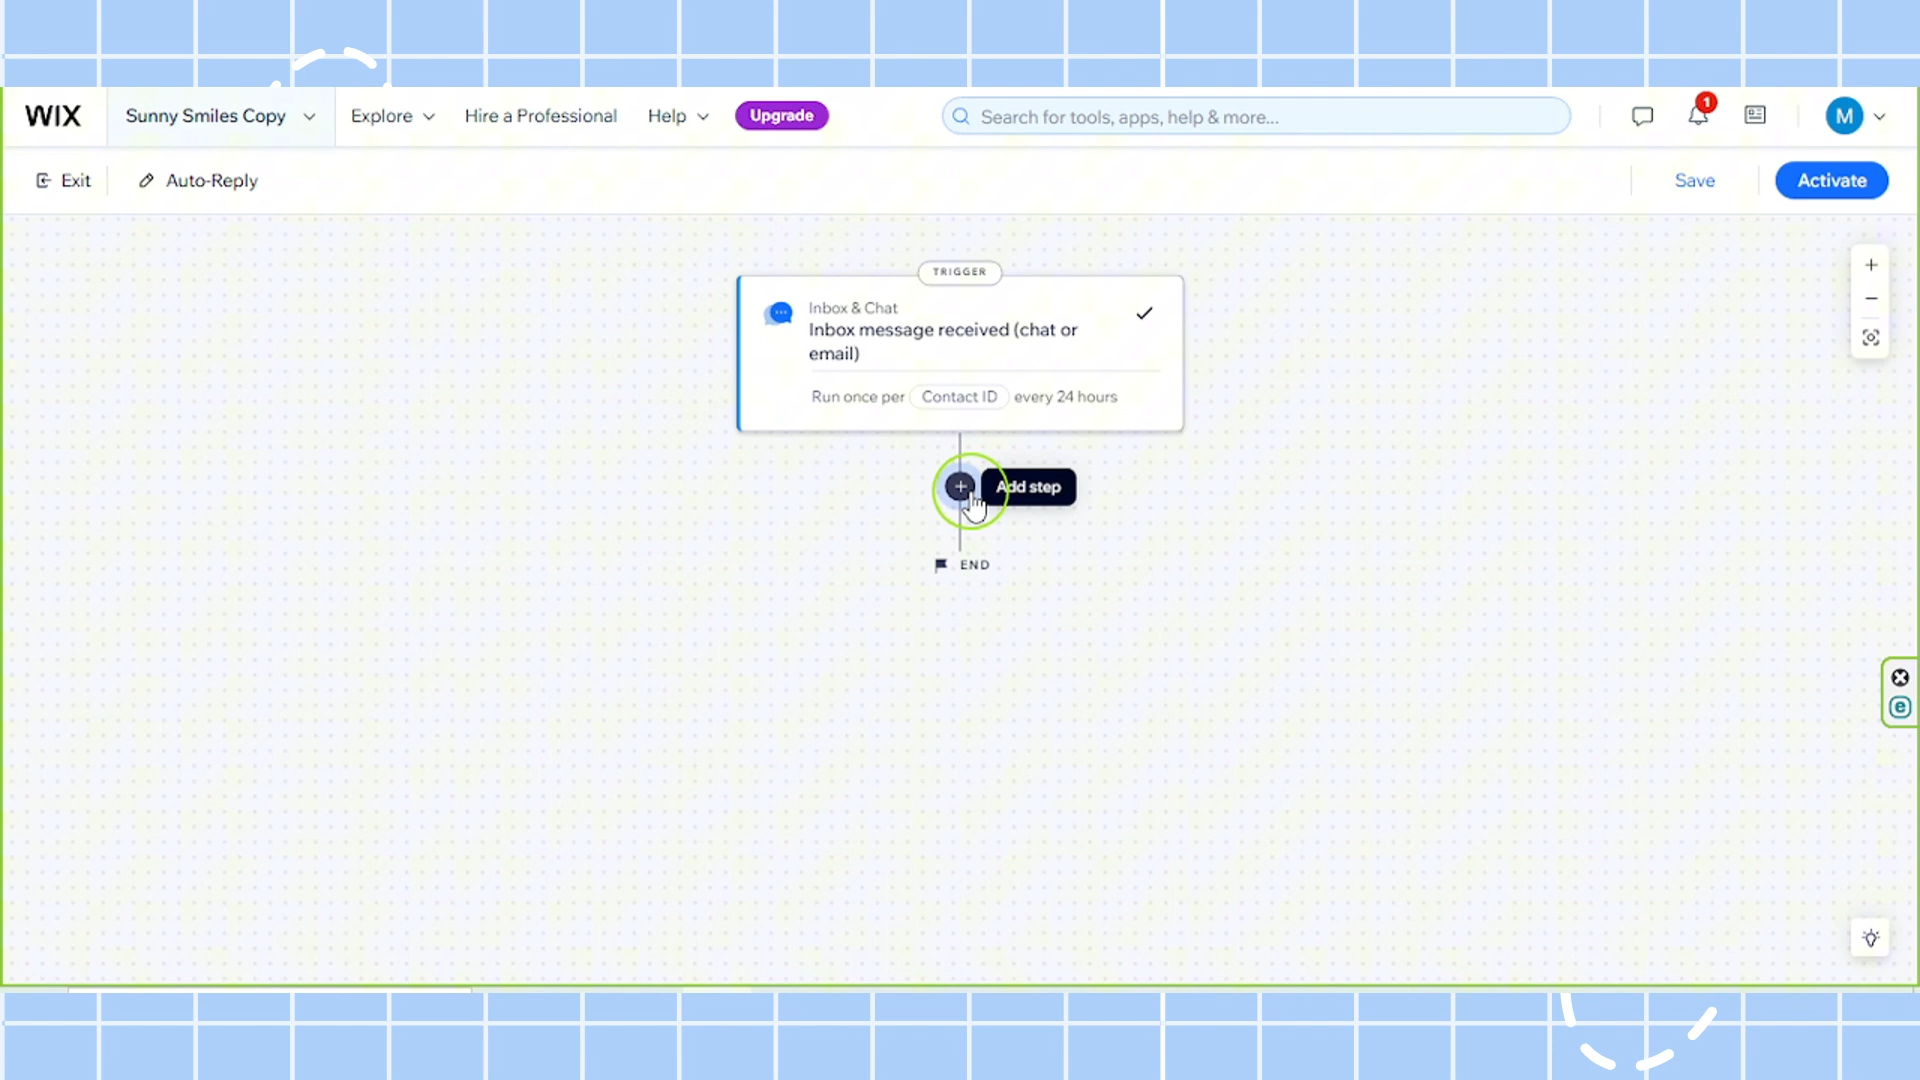 WIX
Sunny Smiles Copy
Explore
Hire a Professional
Help
Upgrade
Search for tools, apps, help & more...
1
M
Exit
Auto-Reply
Save
Activate
TRIGGER
Inbox & Chat
Inbox message received (chat or
email)
Run once per Contact ID every 24 hours
Add step
END
e